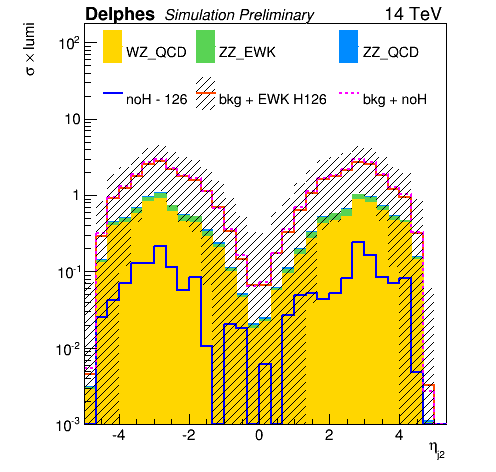 Delphes Simulation Preliminary 14 TeV
σ × lumi
WZ_QCD ZZ_EWK ZZ_QCD
noH - 126 bkg + EWK H126 bkg + noH
10²
10
1
10⁻¹
10⁻²
10⁻³
-4 -2 0 2 4
η_j2